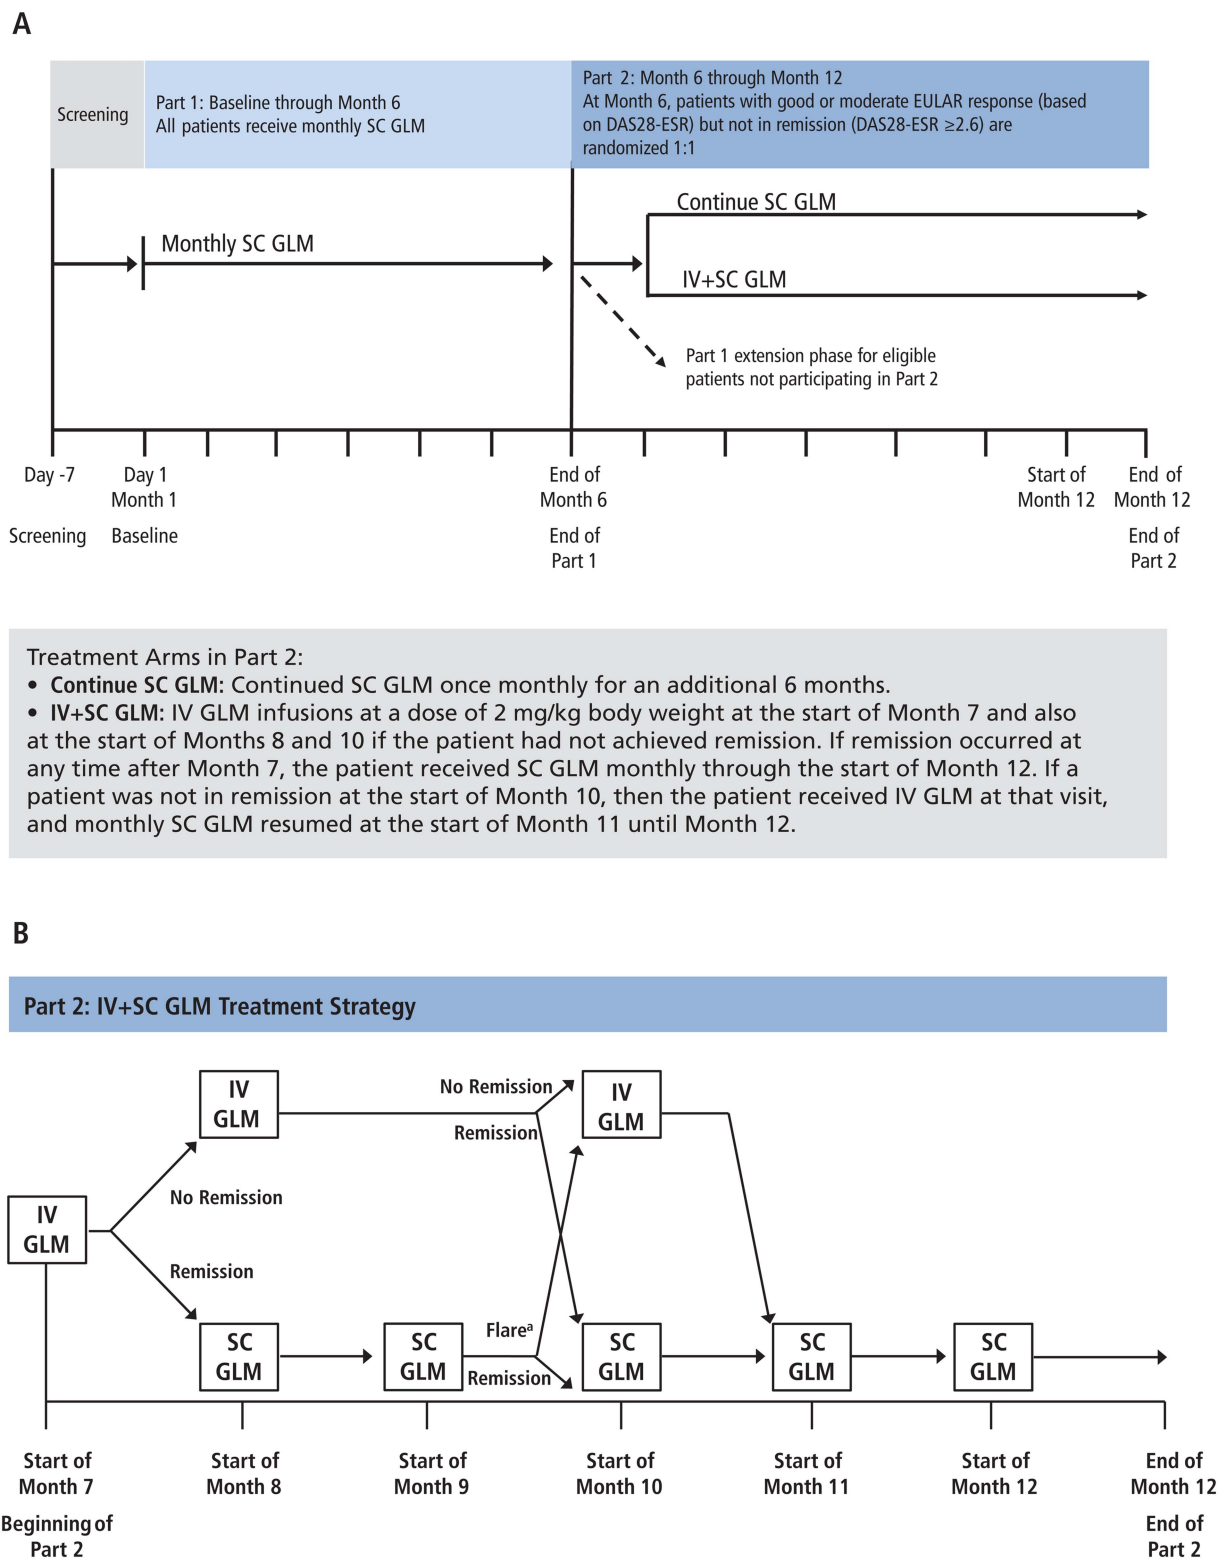 A
Screening
Part 1: Baseline through Month 6
All patients receive monthly SC GLM
Part 2: Month 6 through Month 12
At Month 6, patients with good or moderate EULAR response (based
on DAS28-ESR) but not in remission (DAS28-ESR ≥2.6) are
randomized 1:1
Monthly SC GLM
Continue SC GLM
IV+SC GLM
Part 1 extension phase for eligible
patients not participating in Part 2
Day -7
Screening
Day 1
Month 1
Baseline
End of
Month 6
End of
Part 1
Start of
Month 12
End of
Month 12
End of
Part 2
Treatment Arms in Part 2:
• Continue SC GLM: Continued SC GLM once monthly for an additional 6 months.
• IV+SC GLM: IV GLM infusions at a dose of 2 mg/kg body weight at the start of Month 7 and also
at the start of Months 8 and 10 if the patient had not achieved remission. If remission occurred at
any time after Month 7, the patient received SC GLM monthly through the start of Month 12. If a
patient was not in remission at the start of Month 10, then the patient received IV GLM at that visit,
and monthly SC GLM resumed at the start of Month 11 until Month 12.
B
Part 2: IV+SC GLM Treatment Strategy
IV
GLM
No Remission
Remission
IV
GLM
No Remission
Remission
IV
GLM
SC
GLM
SC
GLM
Flareᵃ
Remission
SC
GLM
SC
GLM
SC
GLM
Start of
Month 7
Beginning of
Part 2
Start of
Month 8
Start of
Month 9
Start of
Month 10
Start of
Month 11
Start of
Month 12
End of
Month 12
End of
Part 2